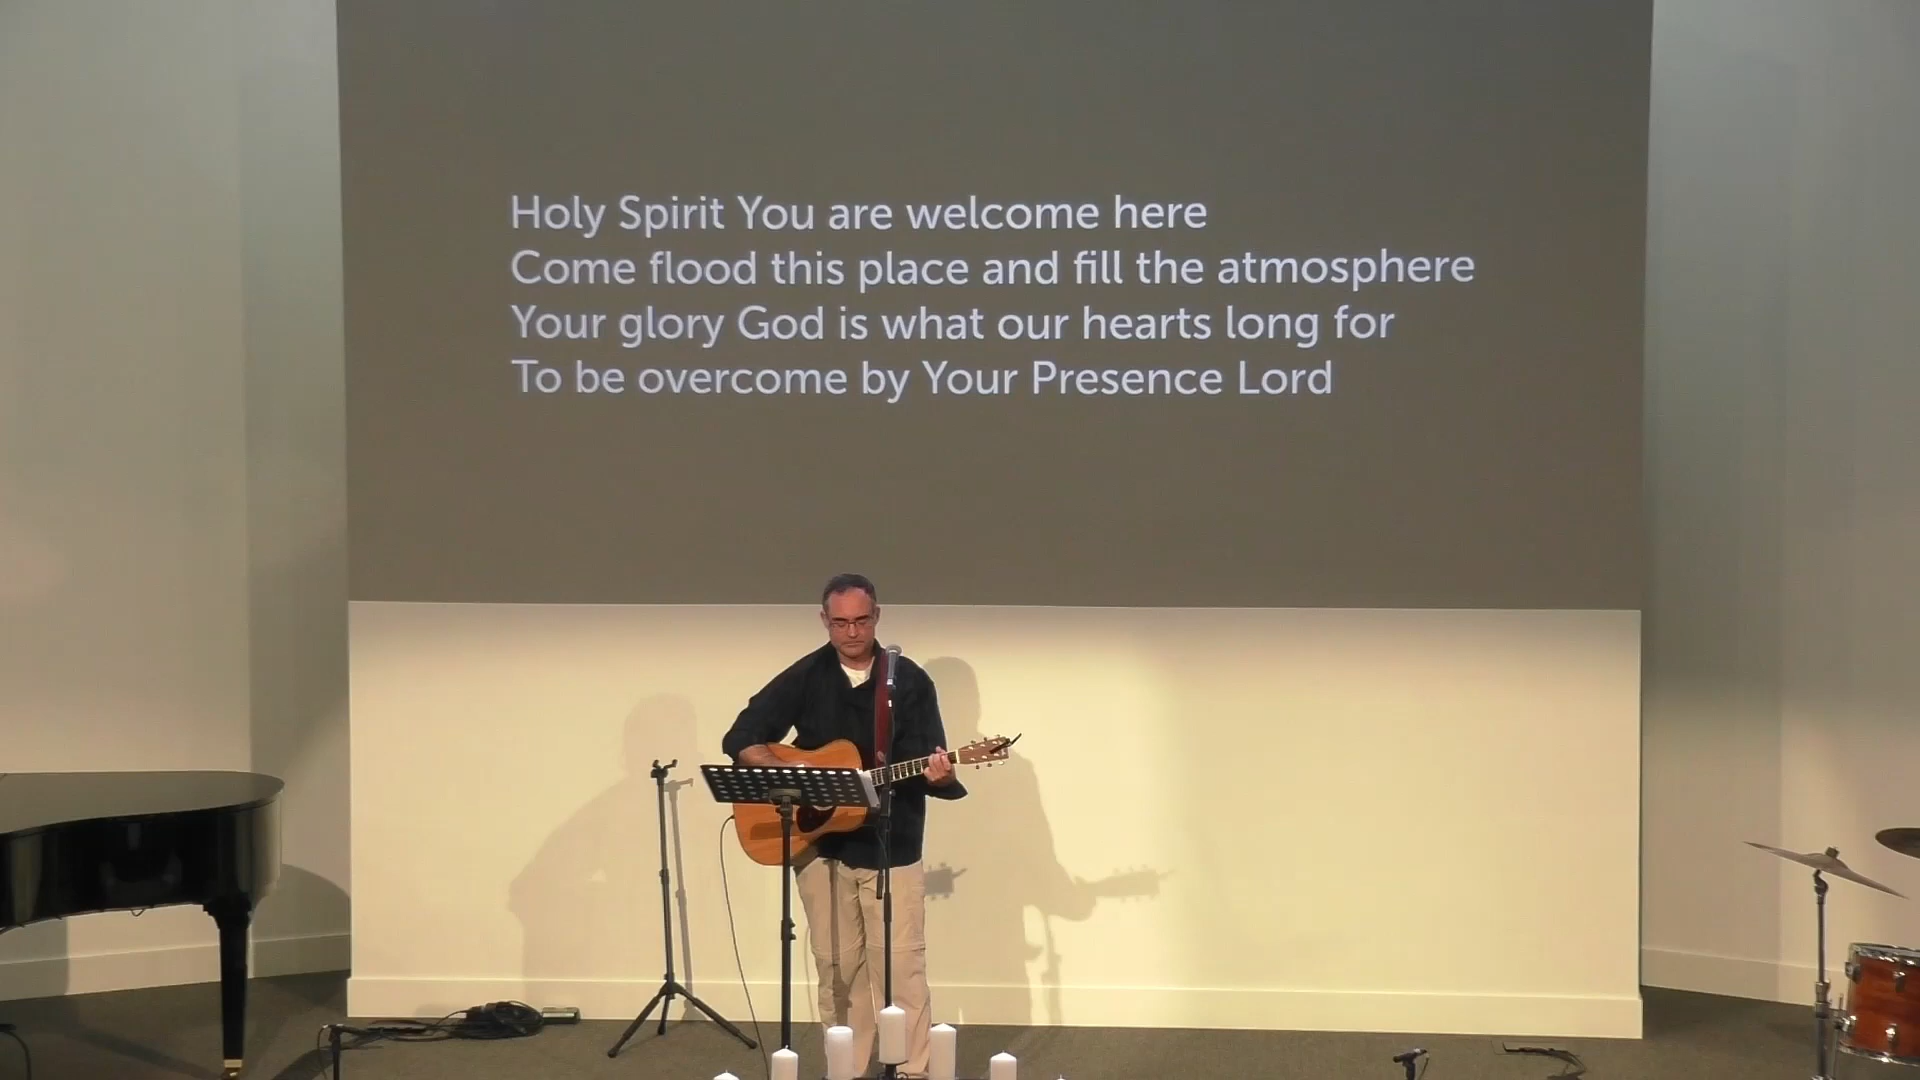 Holy Spirit You are welcome here
Come flood this place and fill the atmosphere
Your glory God is what our hearts long for
To be overcome by Your Presence Lord